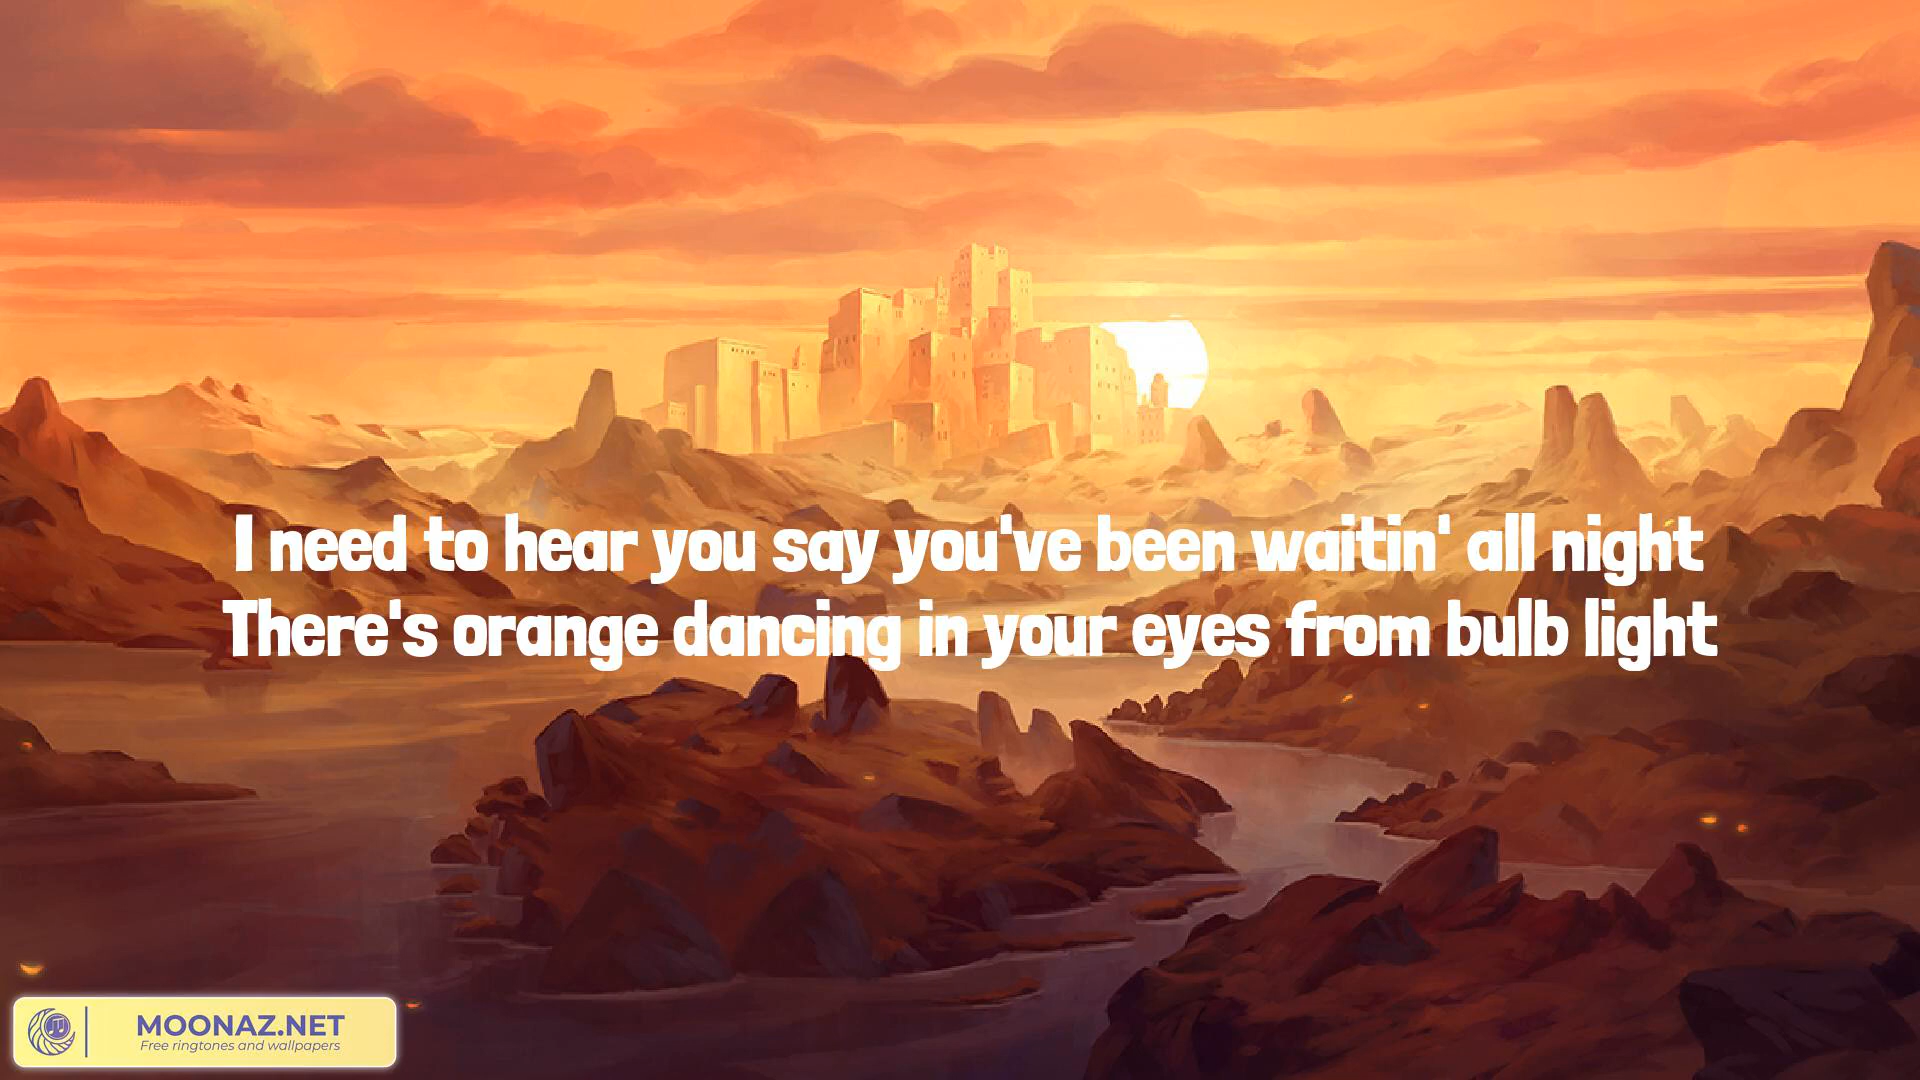 I need to hear you say you've been waitin' all night
There's orange dancing in your eyes from bulb light
MOONAZ.NET
Free ringtones and wallpapers